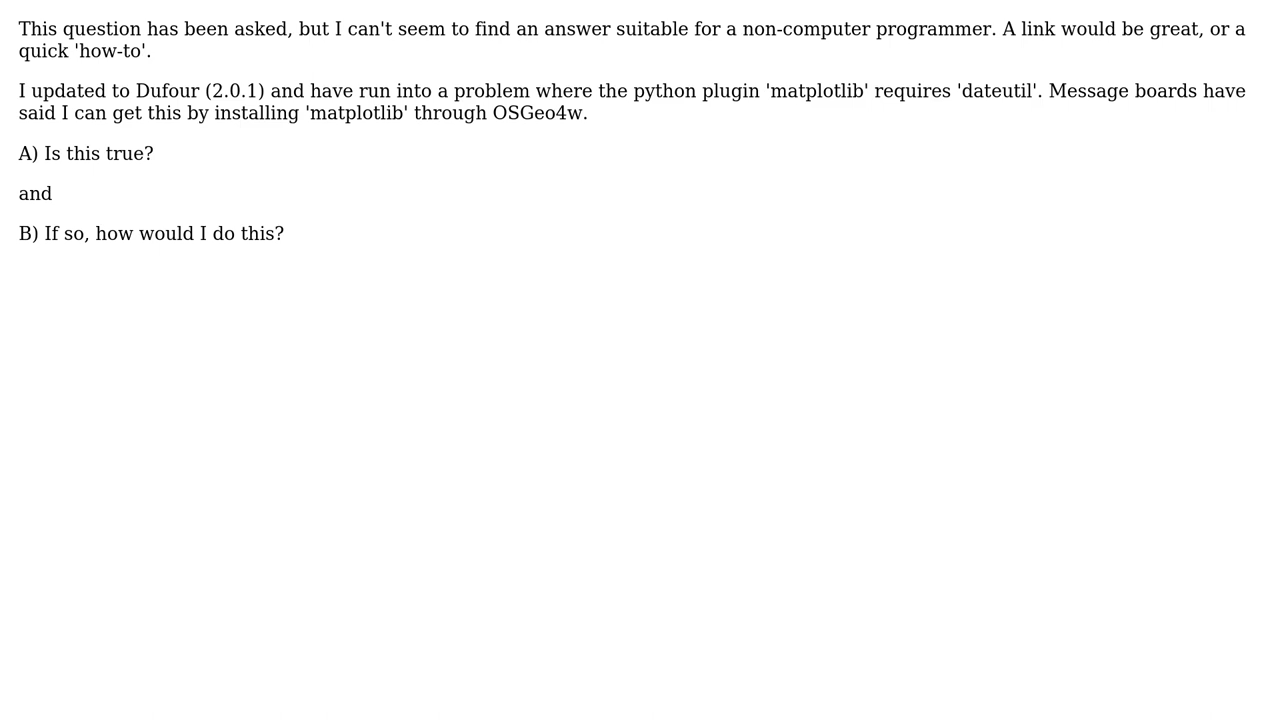 This question has been asked, but I can't seem to find an answer suitable for a non-computer programmer. A link would be great, or a
quick 'how-to'.
I updated to Dufour (2.0.1) and have run into a problem where the python plugin 'matplotlib' requires 'dateutil'. Message boards have
said I can get this by installing 'matplotlib' through OSGeo4w.
A) Is this true?
and
B) If so, how would I do this?